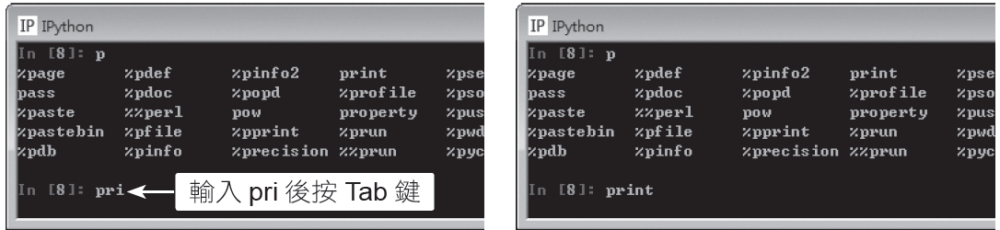 IP IPython
In [8]: p
%page %pdef %pinfo2 print %pse
pass %pdoc %popd %profile %pso
%paste %%perl pow property %pus
%pastebin %pfile %pprint %prun %pwd
%pdb %pinfo %precision %%prun %pyc
In [8]: pri 輸入 pri 後按 Tab 鍵
IP IPython
In [8]: p
%page %pdef %pinfo2 print %pse
pass %pdoc %popd %profile %pso
%paste %%perl pow property %pus
%pastebin %pfile %pprint %prun %pwd
%pdb %pinfo %precision %%prun %pyc
In [8]: print